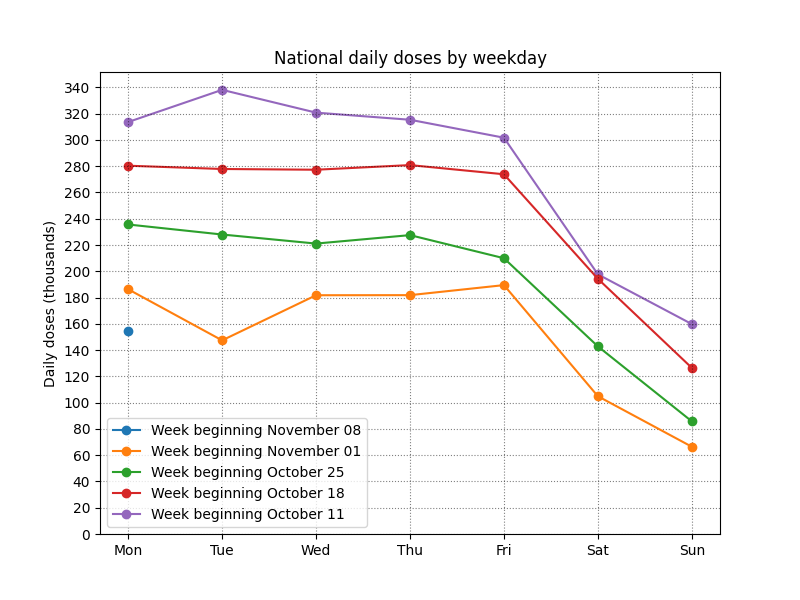 National daily doses by weekday
Daily doses (thousands)
340
320
300
280
260
240
220
200
180
160
140
120
100
80
60
40
20
0
Week beginning November 08
Week beginning November 01
Week beginning October 25
Week beginning October 18
Week beginning October 11
Mon Tue Wed Thu Fri Sat Sun